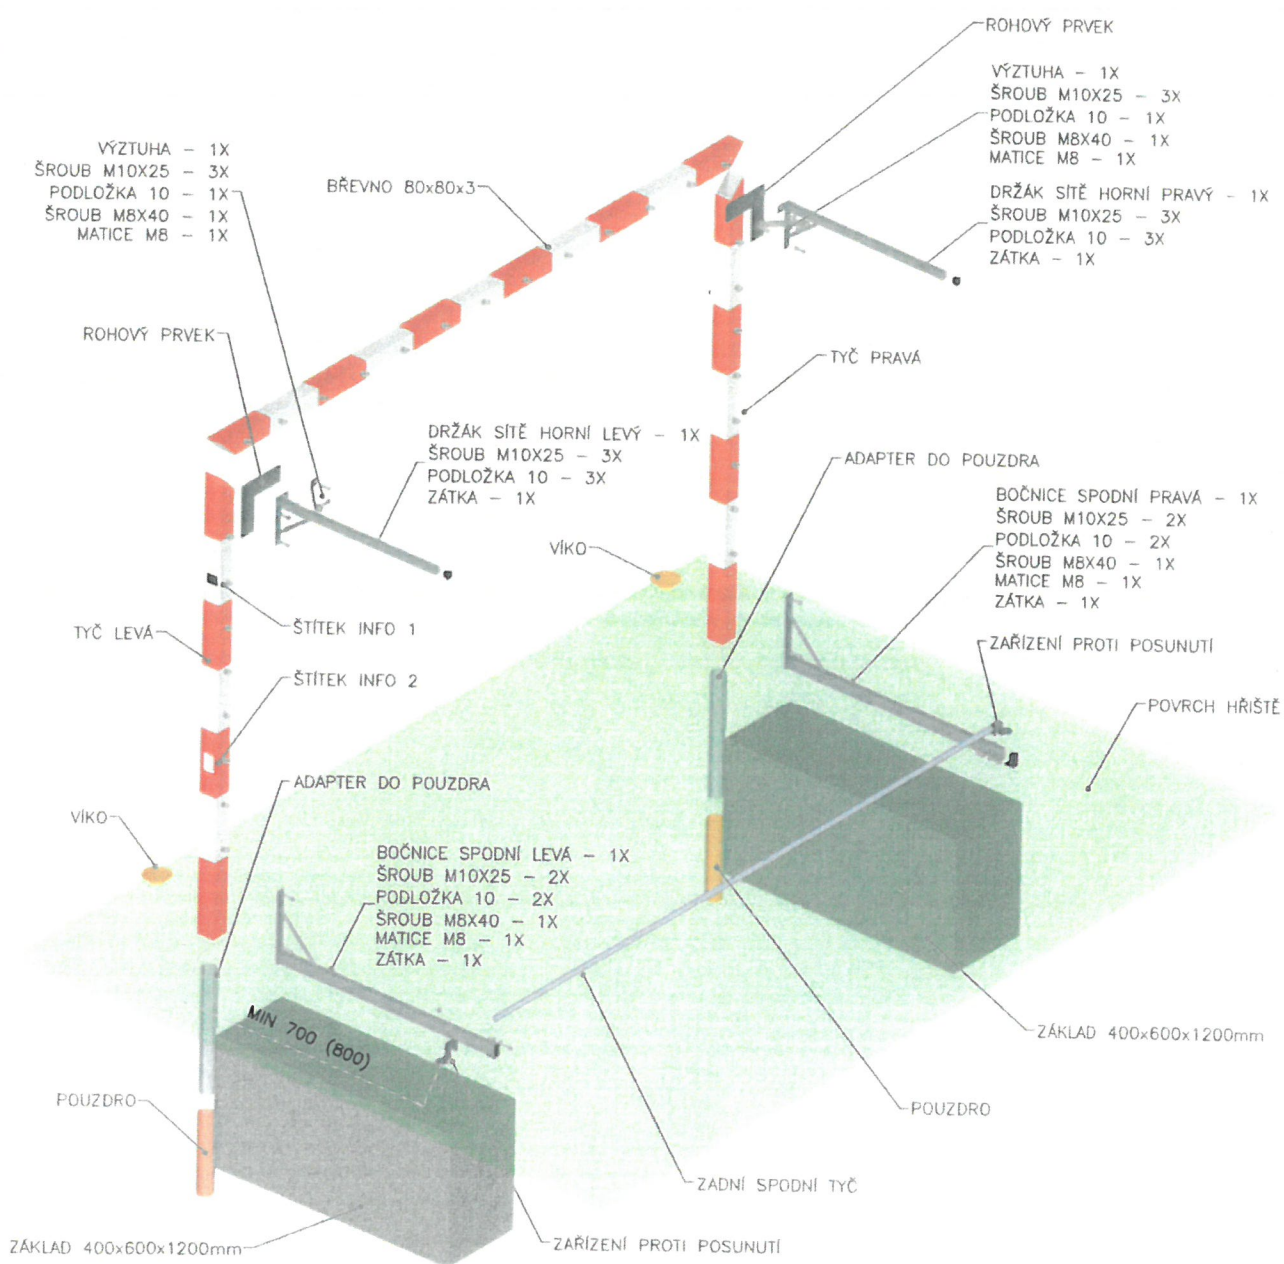 ROHOVÝ PRVEK
VÝZTUHA – 1X
ŠROUB M10X25 – 3X
PODLOŽKA 10 – 1X
ŠROUB M8X40 – 1X
MATICE M8 – 1X
DRŽÁK SÍTĚ HORNÍ PRAVÝ – 1X
ŠROUB M10X25 – 3X
PODLOŽKA 10 – 3X
ZÁTKA – 1X
VÝZTUHA – 1X
ŠROUB M10X25 – 3X
PODLOŽKA 10 – 1X
ŠROUB M8X40 – 1X
MATICE M8 – 1X
BŘEVNO 80x80x3
ROHOVÝ PRVEK
TYČ PRAVÁ
DRŽÁK SÍTĚ HORNÍ LEVÝ – 1X
ŠROUB M10X25 – 3X
PODLOŽKA 10 – 3X
ZÁTKA – 1X
ADAPTER DO POUZDRA
BOČNICE SPODNÍ PRAVÁ – 1X
ŠROUB M10X25 – 2X
PODLOŽKA 10 – 2X
ŠROUB M8X40 – 1X
MATICE M8 – 1X
ZÁTKA – 1X
VÍKO
ŠTÍTEK INFO 1
TYČ LEVÁ
ZAŘÍZENÍ PROTI POSUNUTÍ
ŠTÍTEK INFO 2
POVRCH HŘIŠTĚ
ADAPTER DO POUZDRA
VÍKO
BOČNICE SPODNÍ LEVÁ – 1X
ŠROUB M10X25 – 2X
PODLOŽKA 10 – 2X
ŠROUB M8X40 – 1X
MATICE M8 – 1X
ZÁTKA – 1X
MIN 700 (800)
ZÁKLAD 400x600x1200mm
POUZDRO
POUZDRO
ZADNÍ SPODNÍ TYČ
ZÁKLAD 400x600x1200mm
ZAŘÍZENÍ PROTI POSUNUTÍ